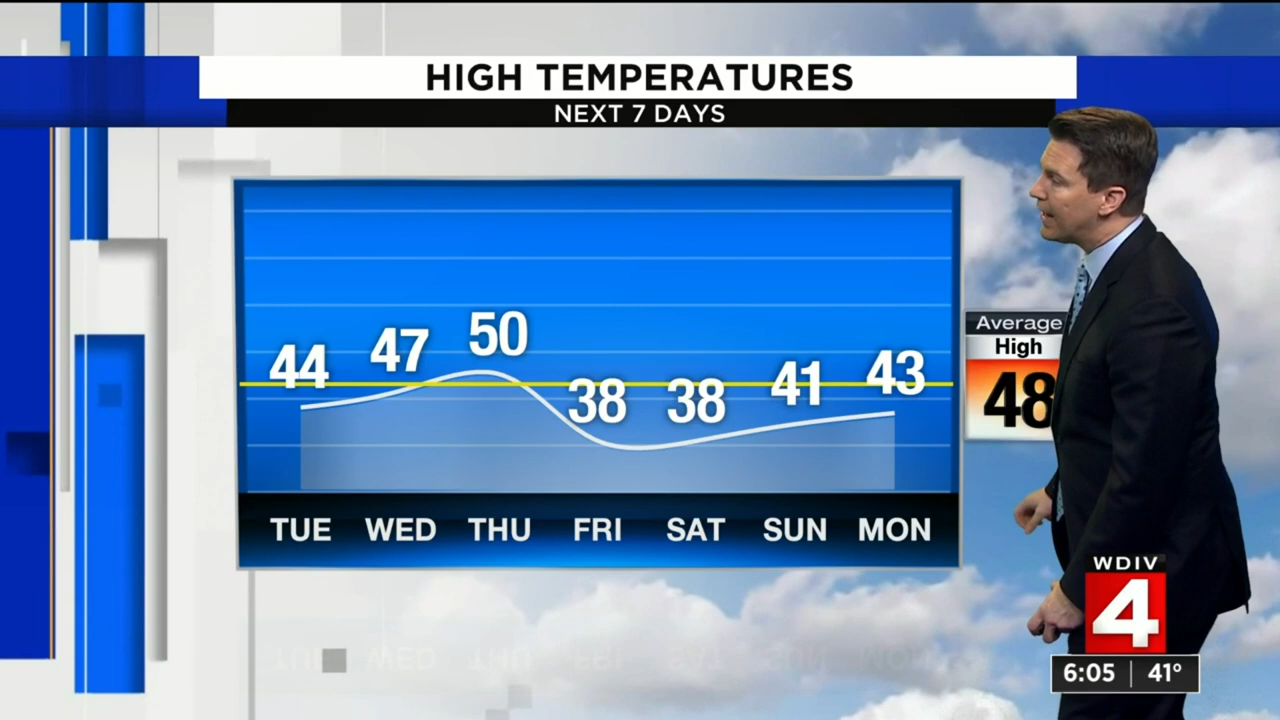 HIGH TEMPERATURES
NEXT 7 DAYS
44 47 50 38 38 41 43
TUE WED THU FRI SAT SUN MON
Average
High
48
WDIV
4
6:05 41°